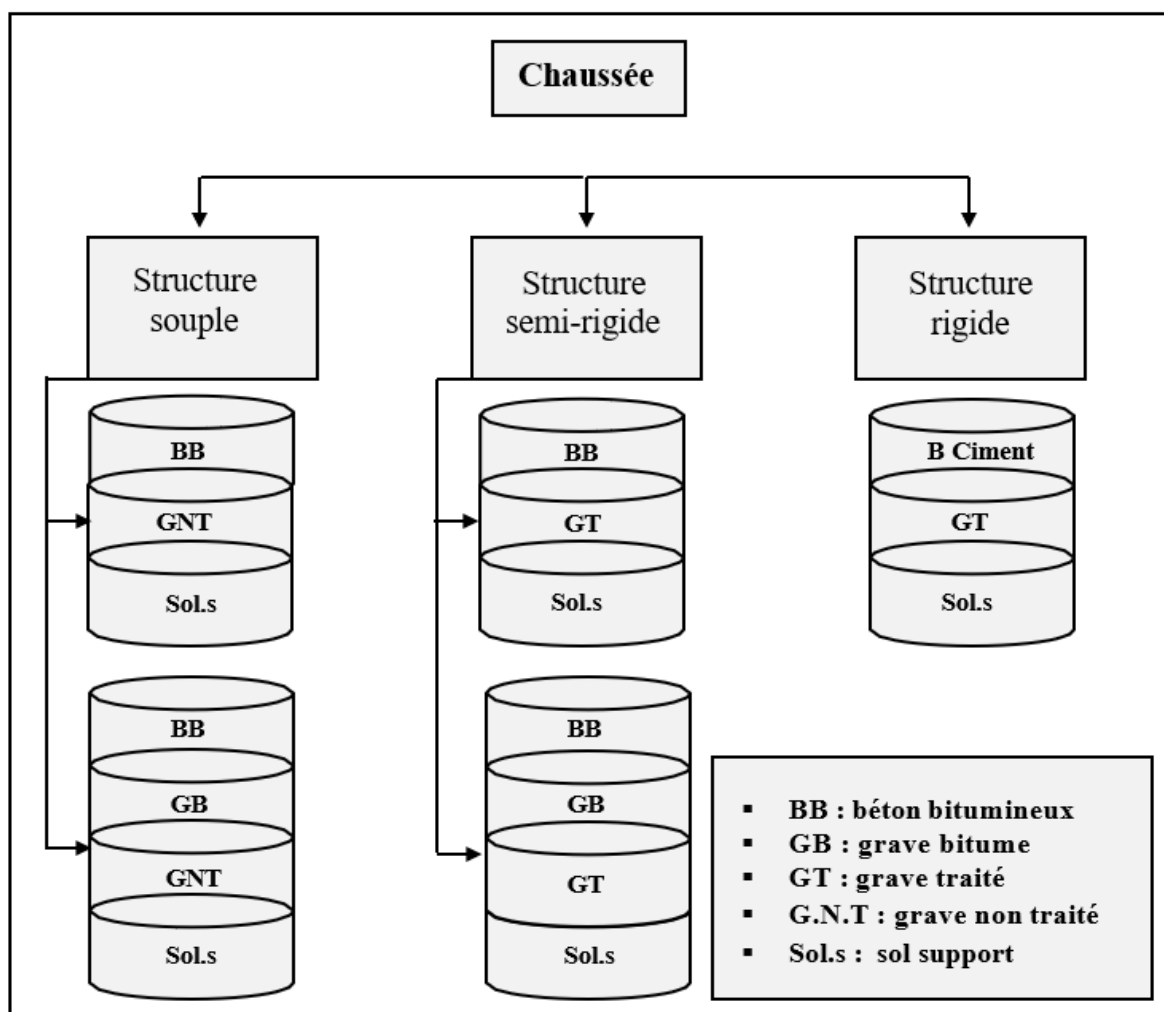 Chaussée
Structure
souple
Structure
semi-rigide
Structure
rigide
BB
GNT
Sol.s
BB
GT
Sol.s
B Ciment
GT
Sol.s
BB
GB
GNT
Sol.s
BB
GB
GT
Sol.s
▪ BB : béton bitumineux
▪ GB : grave bitume
▪ GT : grave traité
▪ G.N.T : grave non traité
▪ Sol.s : sol support